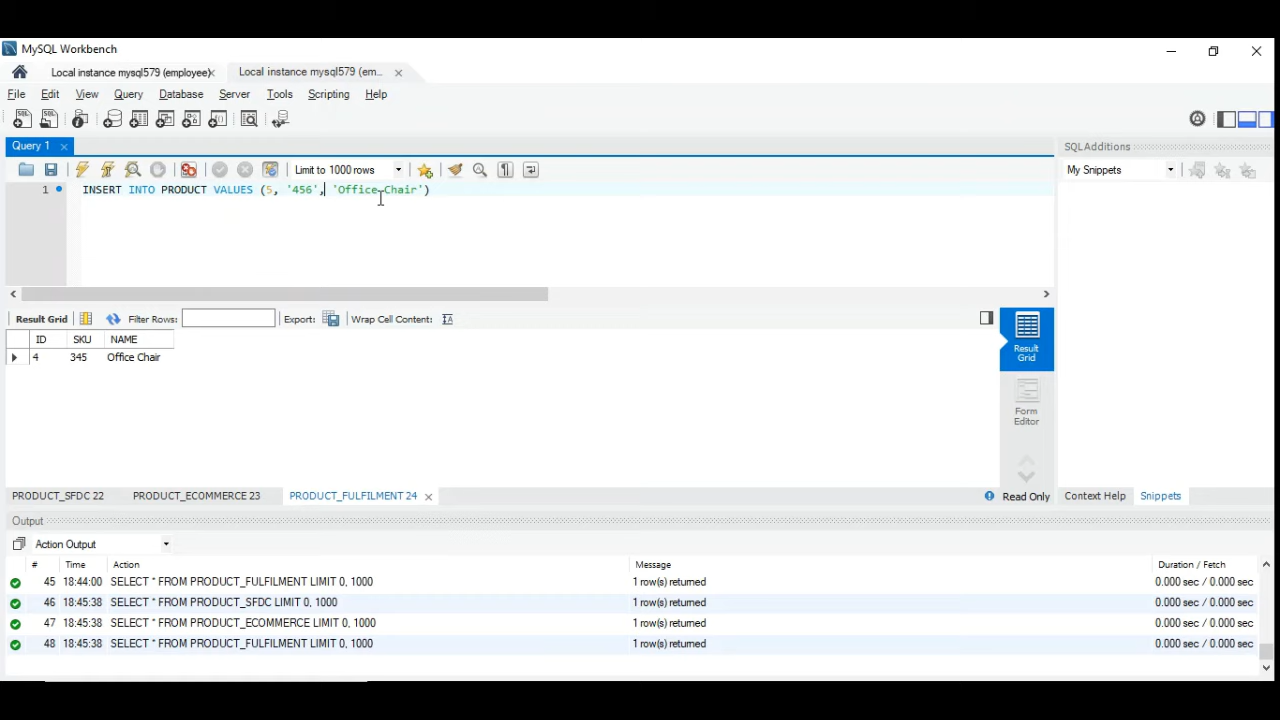 MySQL Workbench
Local instance mysql579 (employee) Local instance mysql579 (em...
File Edit View Query Database Server Tools Scripting Help
Query 1
SQLAdditions
Limit to 1000 rows
My Snippets
1 INSERT INTO PRODUCT VALUES (5, '456', 'Office Chair')
Result Grid Filter Rows: Export: Wrap Cell Content:
ID SKU NAME
4 345 Office Chair
Result
Grid
Form
Editor
PRODUCT_SFDC 22 PRODUCT_ECOMMERCE 23 PRODUCT_FULFILMENT 24 Read Only Context Help Snippets
Output
Action Output
# Time Action Message Duration / Fetch
45 18:44:00 SELECT * FROM PRODUCT_FULFILMENT LIMIT 0, 1000 1 row(s) returned 0.000 sec / 0.000 sec
46 18:45:38 SELECT * FROM PRODUCT_SFDC LIMIT 0, 1000 1 row(s) returned 0.000 sec / 0.000 sec
47 18:45:38 SELECT * FROM PRODUCT_ECOMMERCE LIMIT 0, 1000 1 row(s) returned 0.000 sec / 0.000 sec
48 18:45:38 SELECT * FROM PRODUCT_FULFILMENT LIMIT 0, 1000 1 row(s) returned 0.000 sec / 0.000 sec